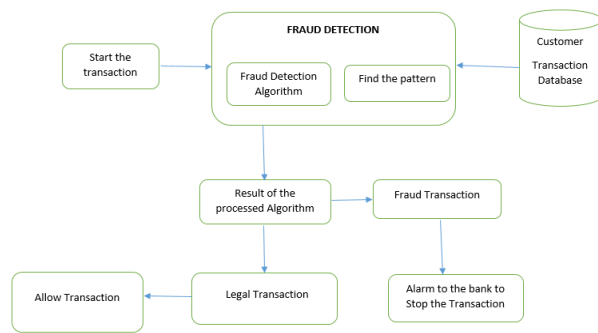 FRAUD DETECTION
Start the
transaction
Fraud Detection
Algorithm
Find the pattern
Customer
Transaction
Database
Result of the
processed Algorithm
Fraud Transaction
Allow Transaction
Legal Transaction
Alarm to the bank to
Stop the Transaction